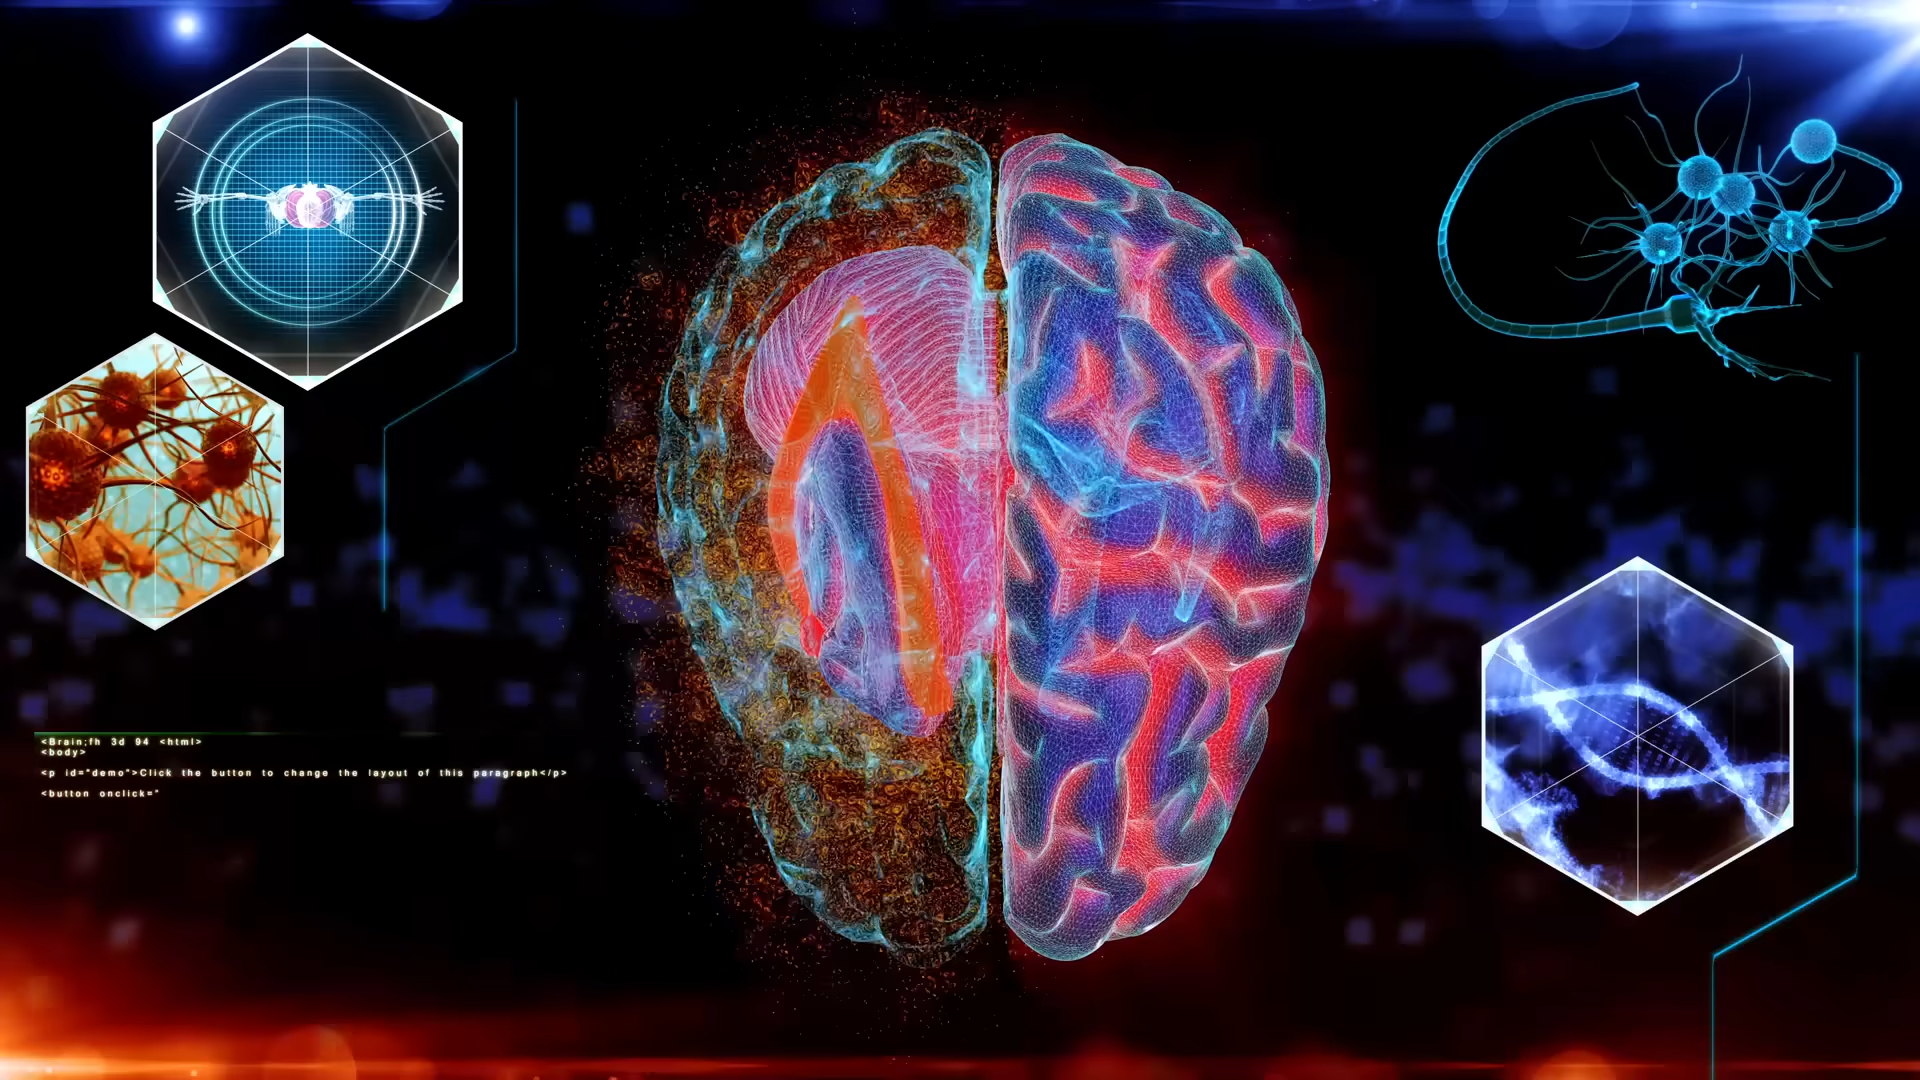 <Brain;fh 3d 94 <html>
<body>
<p id="demo">Click the button to change the layout of this paragraph</p>
<button onclick="